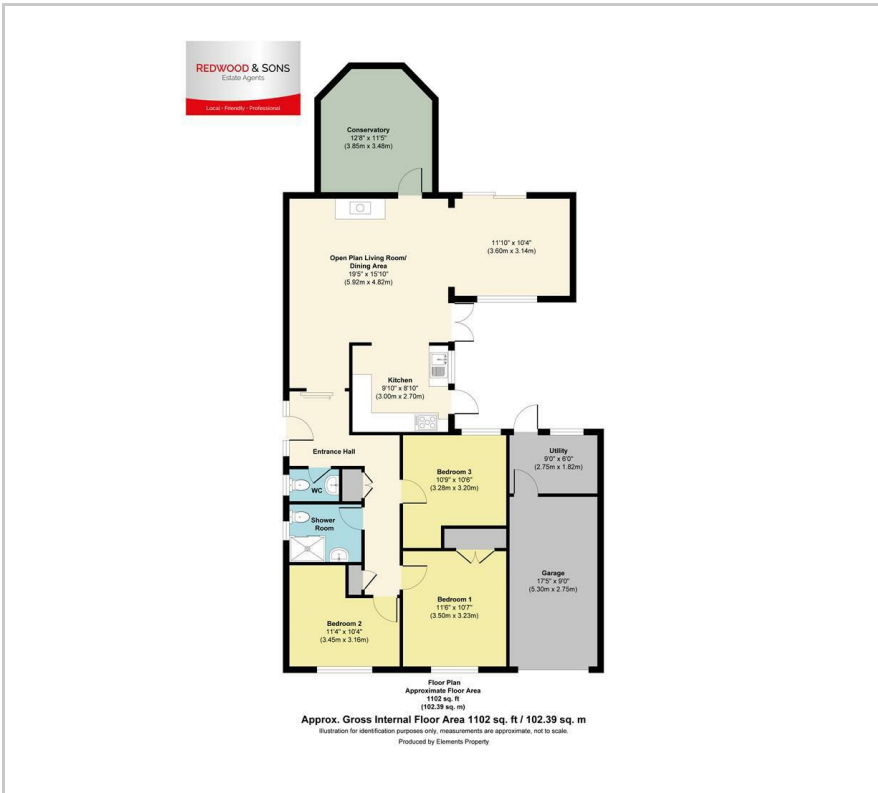 REDWOOD & SONS
Estate Agents
Local • Friendly • Professional
Conservatory
12'8" x 11'5"
(3.85m x 3.48m)
11'10" x 10'4"
(3.60m x 3.14m)
Open Plan Living Room/
Dining Area
19'5" x 15'10"
(5.92m x 4.82m)
Kitchen
9'10" x 8'10"
(3.00m x 2.70m)
Entrance Hall
Utility
9'0" x 6'0"
(2.75m x 1.82m)
Bedroom 3
10'9" x 10'6"
(3.28m x 3.20m)
WC
Shower
Room
Garage
17'5" x 9'0"
(5.30m x 2.75m)
Bedroom 1
11'6" x 10'7"
(3.50m x 3.23m)
Bedroom 2
11'4" x 10'4"
(3.45m x 3.16m)
Floor Plan
Approximate Floor Area
1102 sq. ft
(102.39 sq. m)
Approx. Gross Internal Floor Area 1102 sq. ft / 102.39 sq. m
Illustration for identification purposes only, measurements are approximate, not to scale.
Produced by Elements Property